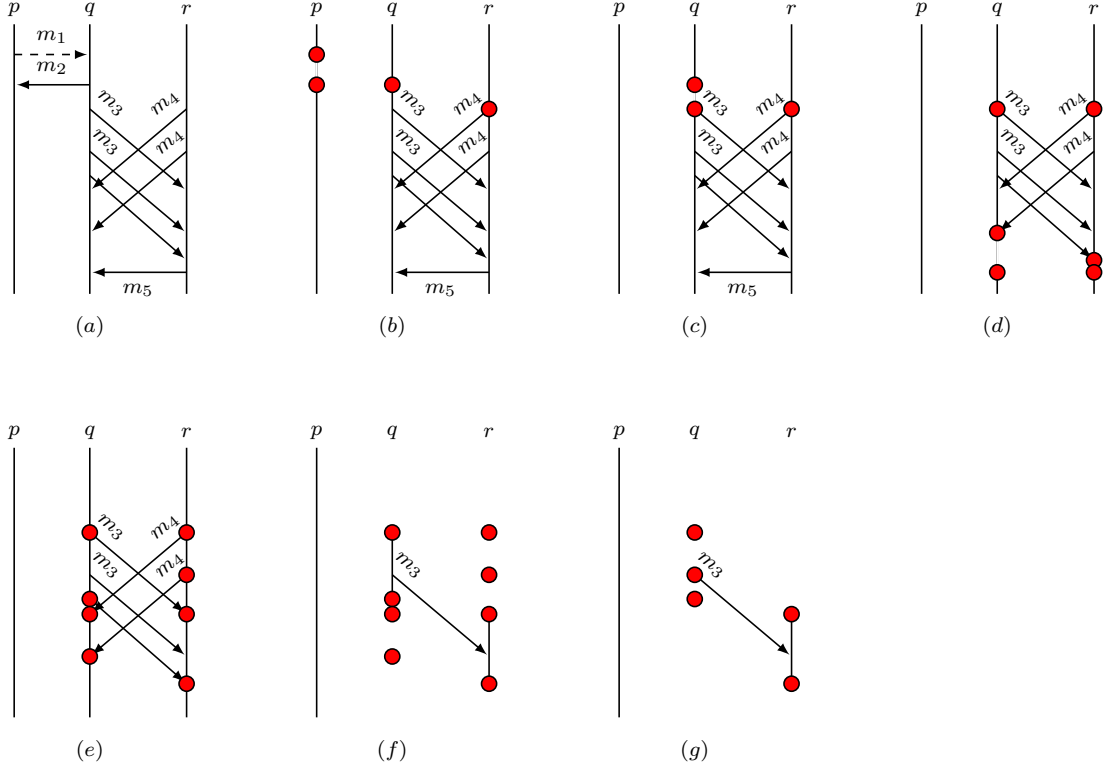 p q r p q r p q r p q r
m₁
m₂
m₃ m₄ m₃ m₄ m₃ m₄ m₃ m₄
m₃ m₄ m₃ m₄ m₃ m₄ m₃ m₄
m₅ m₅ m₅
(a) (b) (c) (d)
p q r p q r p q r
m₃ m₄
m₃ m₄ m₃ m₃
(e) (f) (g)